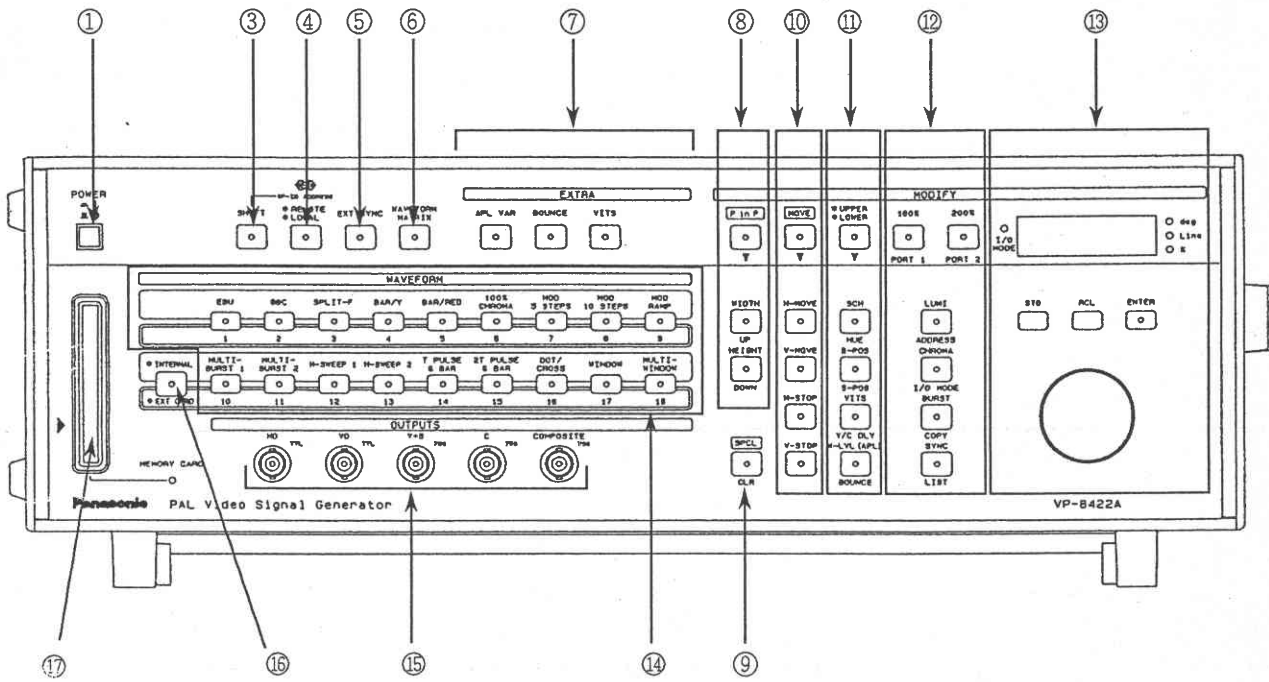 ① ③ ④ ⑤ ⑥ ⑦ ⑧ ⑩ ⑪ ⑫ ⑬
POWER
SHIFT
REMOTE
LOCAL
EXT SYNC
WAVEFORM
MATRIX
EXTRA
APL VAR BOUNCE VITS
MODIFY
P in P
MOVE
UPPER
LOWER
100% 200%
PORT 1 PORT 2
I/O
MODE
deg
Line
%
WAVEFORM
EBU BBC SPLIT-F BAR/Y BAR/RED 100% CHROMA MOD 5 STEPS MOD 10 STEPS MOD RAMP
1 2 3 4 5 6 7 8 9
INTERNAL
EXT CARD
MULTI-BURST 1 MULTI-BURST 2 H-SWEEP 1 H-SWEEP 2 T PULSE & BAR 2T PULSE & BAR DOT/CROSS WINDOW MULTI-WINDOW
10 11 12 13 14 15 16 17 18
OUTPUTS
HD TTL VD TTL Y+S 75Ω C 75Ω COMPOSITE 75Ω
WIDTH
UP
HEIGHT
DOWN
SPCL
CLR
H-MOVE
V-MOVE
H-STOP
V-STOP
SCH
HUE
B-POS
S-POS
VITS
Y/C DLY
W-LVL(APL)
BOUNCE
LUMI
ADDRESS
CHROMA
I/O MODE
BURST
COPY
SYNC
LIST
STO RCL ENTER
MEMORY CARD
Panasonic PAL Video Signal Generator
VP-8422A
⑰ ⑯ ⑮ ⑭ ⑨